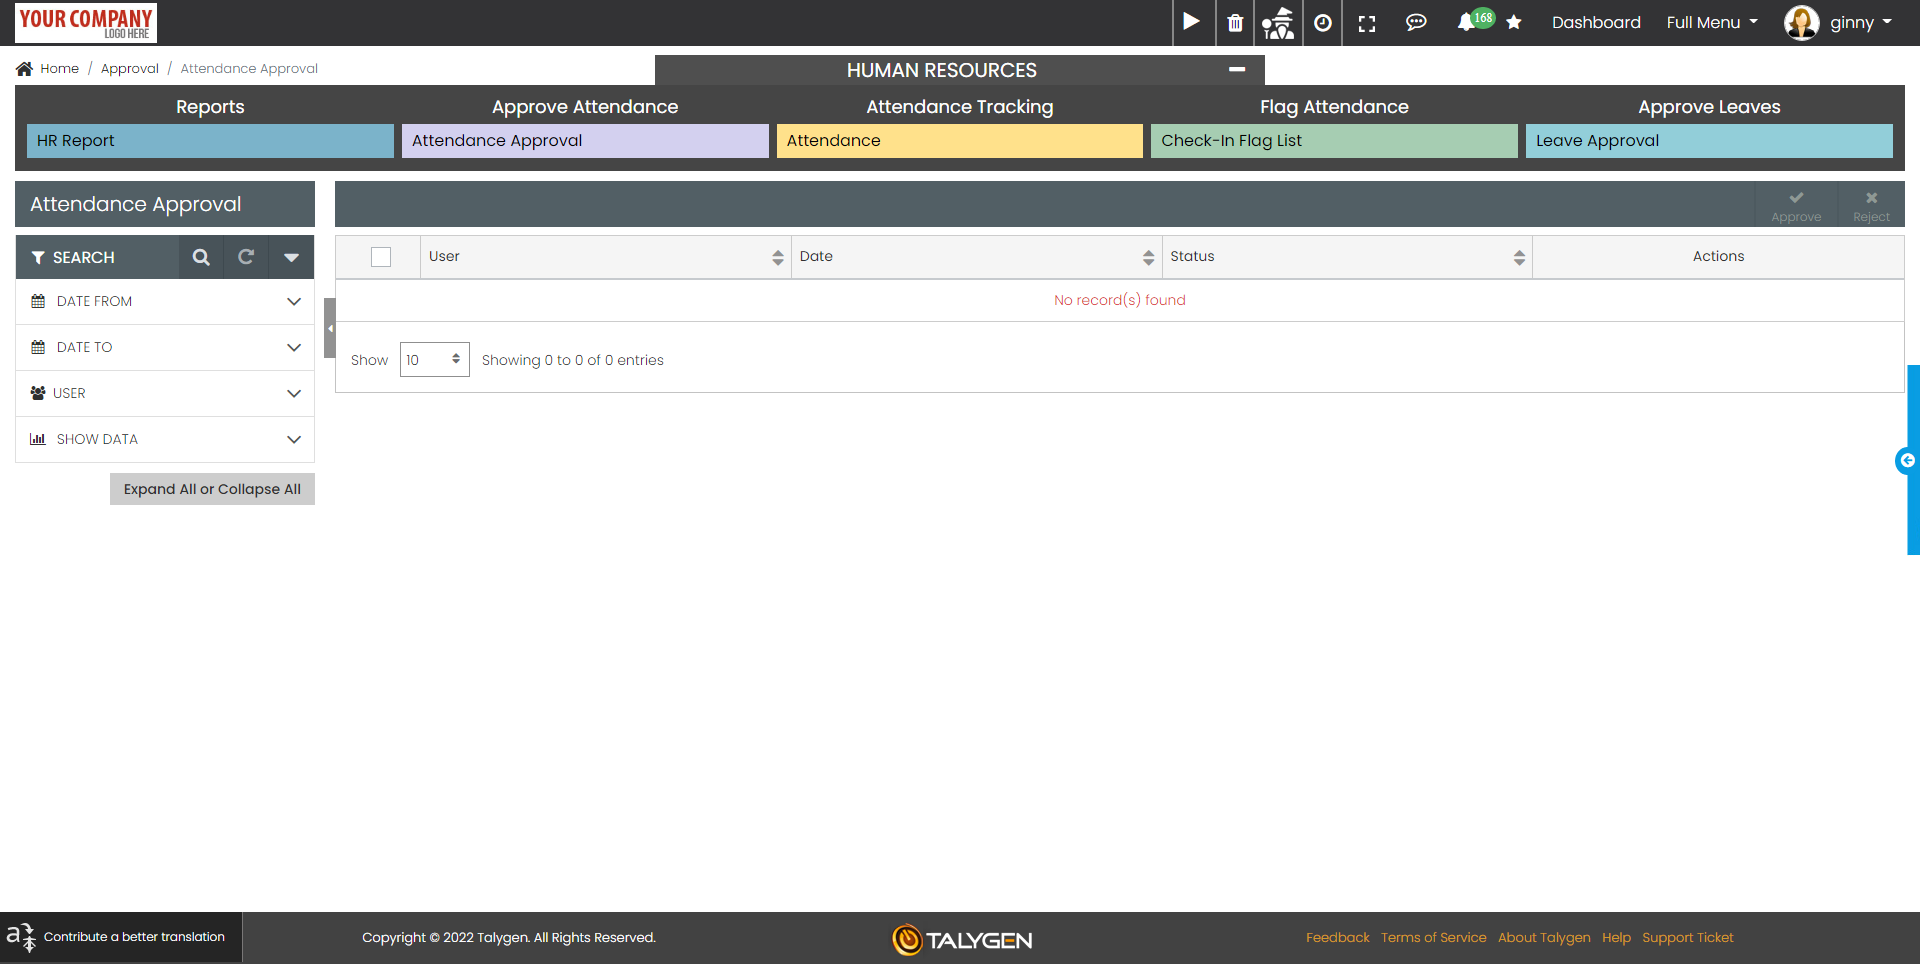 YOUR COMPANY
LOGO HERE
168
Dashboard
Full Menu
ginny
Home / Approval / Attendance Approval
HUMAN RESOURCES
Reports
Approve Attendance
Attendance Tracking
Flag Attendance
Approve Leaves
HR Report
Attendance Approval
Attendance
Check-In Flag List
Leave Approval
Attendance Approval
Approve
Reject
SEARCH
User
Date
Status
Actions
DATE FROM
No record(s) found
DATE TO
Show 10 Showing 0 to 0 of 0 entries
USER
SHOW DATA
Expand All or Collapse All
Contribute a better translation
Copyright © 2022 Talygen. All Rights Reserved.
TALYGEN
Feedback Terms of Service About Talygen Help Support Ticket